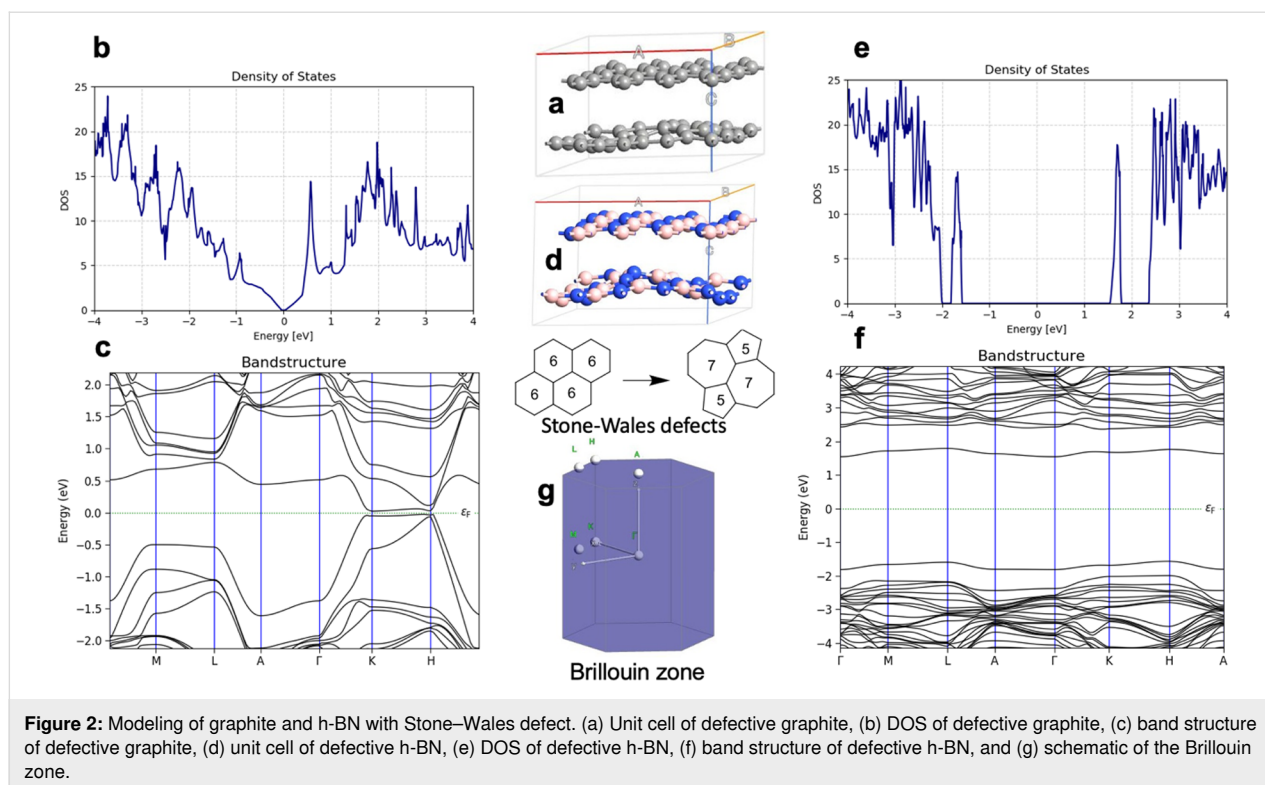 b
Density of States
25
20
15
10
5
0
DOS
−4 −3 −2 −1 0 1 2 3 4
Energy [eV]
c
Bandstructure
2.0
1.5
1.0
0.5
0.0
−0.5
−1.0
−1.5
−2.0
Energy (eV)
εF
M L A Γ K H
a
A B
C
d
A B
C
6 6
6 6
5
7
7
5
Stone-Wales defects
g
L H A
K Γ
Brillouin zone
e
Density of States
25
20
15
10
5
0
DOS
−4 −3 −2 −1 0 1 2 3 4
Energy [eV]
f
Bandstructure
4
3
2
1
0
−1
−2
−3
−4
Energy (eV)
εF
Γ M L A Γ K H A
Figure 2: Modeling of graphite and h-BN with Stone–Wales defect. (a) Unit cell of defective graphite, (b) DOS of defective graphite, (c) band structure
of defective graphite, (d) unit cell of defective h-BN, (e) DOS of defective h-BN, (f) band structure of defective h-BN, and (g) schematic of the Brillouin
zone.